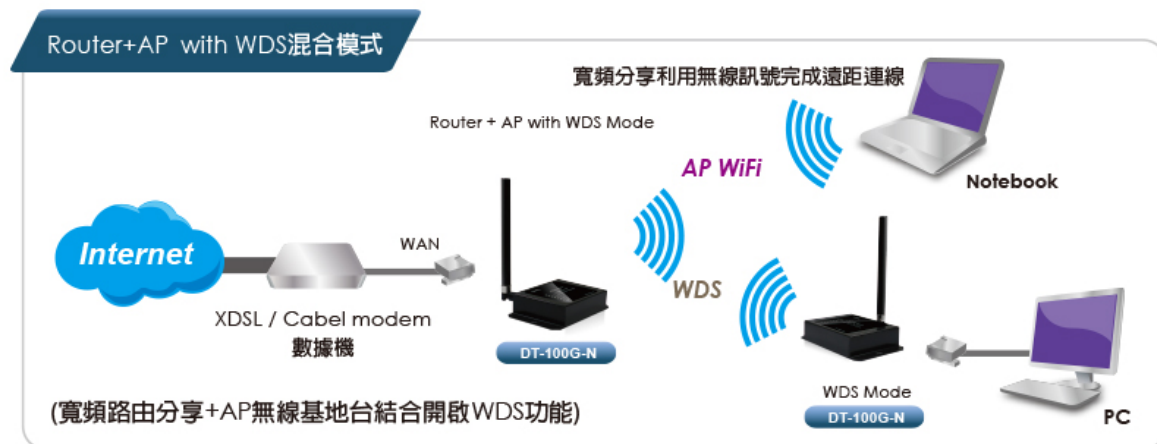 Router+AP with WDS混合模式
寬頻分享利用無線訊號完成遠距連線
Router + AP with WDS Mode
AP WiFi
Notebook
Internet
WAN
WDS
XDSL / Cabel modem
數據機
DT-100G-N
WDS Mode
DT-100G-N
PC
(寬頻路由分享+AP無線基地台結合開啟WDS功能)